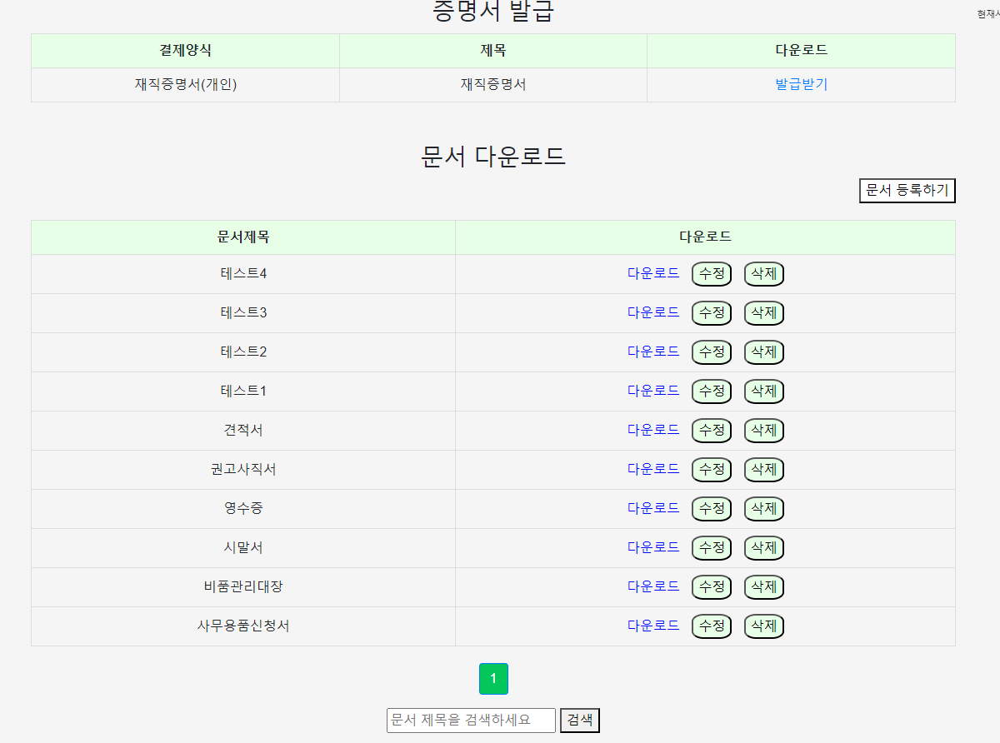 증명서 발급
결제양식 제목 다운로드
재직증명서(개인) 재직증명서 발급받기
문서 다운로드
문서 등록하기
문서제목 다운로드
테스트4 다운로드 수정 삭제
테스트3 다운로드 수정 삭제
테스트2 다운로드 수정 삭제
테스트1 다운로드 수정 삭제
견적서 다운로드 수정 삭제
권고사직서 다운로드 수정 삭제
영수증 다운로드 수정 삭제
시말서 다운로드 수정 삭제
비품관리대장 다운로드 수정 삭제
사무용품신청서 다운로드 수정 삭제
1
문서 제목을 검색하세요 검색